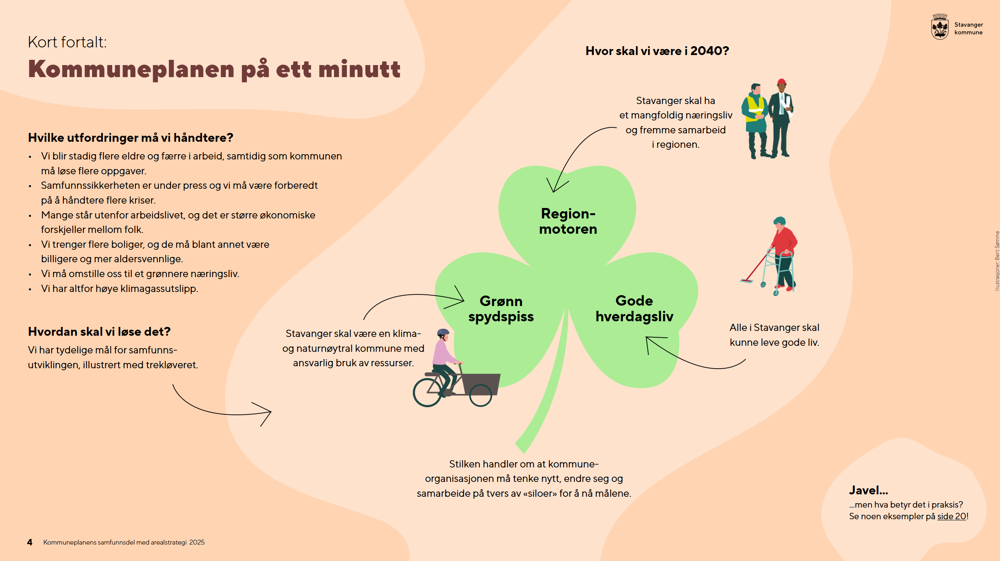 Stavanger
kommune
Kort fortalt:
Kommuneplanen på ett minutt
Hvilke utfordringer må vi håndtere?
• Vi blir stadig flere eldre og færre i arbeid, samtidig som kommunen
må løse flere oppgaver.
• Samfunnssikkerheten er under press og vi må være forberedt
på å håndtere flere kriser.
• Mange står utenfor arbeidslivet, og det er større økonomiske
forskjeller mellom folk.
• Vi trenger flere boliger, og de må blant annet være
billigere og mer aldersvennlige.
• Vi må omstille oss til et grønnere næringsliv.
• Vi har altfor høye klimagassutslipp.
Hvordan skal vi løse det?
Vi har tydelige mål for samfunns-
utviklingen, illustrert med trekløveret.
Hvor skal vi være i 2040?
Stavanger skal ha
et mangfoldig næringsliv
og fremme samarbeid
i regionen.
Region-
motoren
Grønn
spydspiss
Gode
hverdagsliv
Stavanger skal være en klima-
og naturnøytral kommune med
ansvarlig bruk av ressurser.
Alle i Stavanger skal
kunne leve gode liv.
Stilken handler om at kommune-
organisasjonen må tenke nytt, endre seg og
samarbeide på tvers av «siloer» for å nå målene.
Javel...
...men hva betyr det i praksis?
Se noen eksempler på side 20!
Illustrasjoner: Berit Sømme
4 Kommuneplanens samfunnsdel med arealstrategi 2025